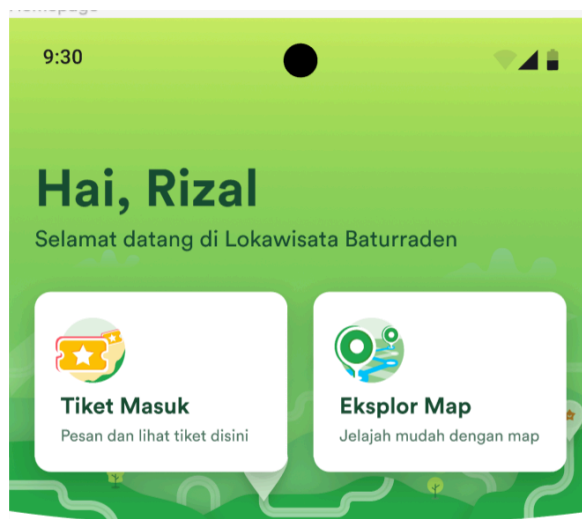 Homepage
9:30
Hai, Rizal
Selamat datang di Lokawisata Baturraden
Tiket Masuk
Pesan dan lihat tiket disini
Eksplor Map
Jelajah mudah dengan map